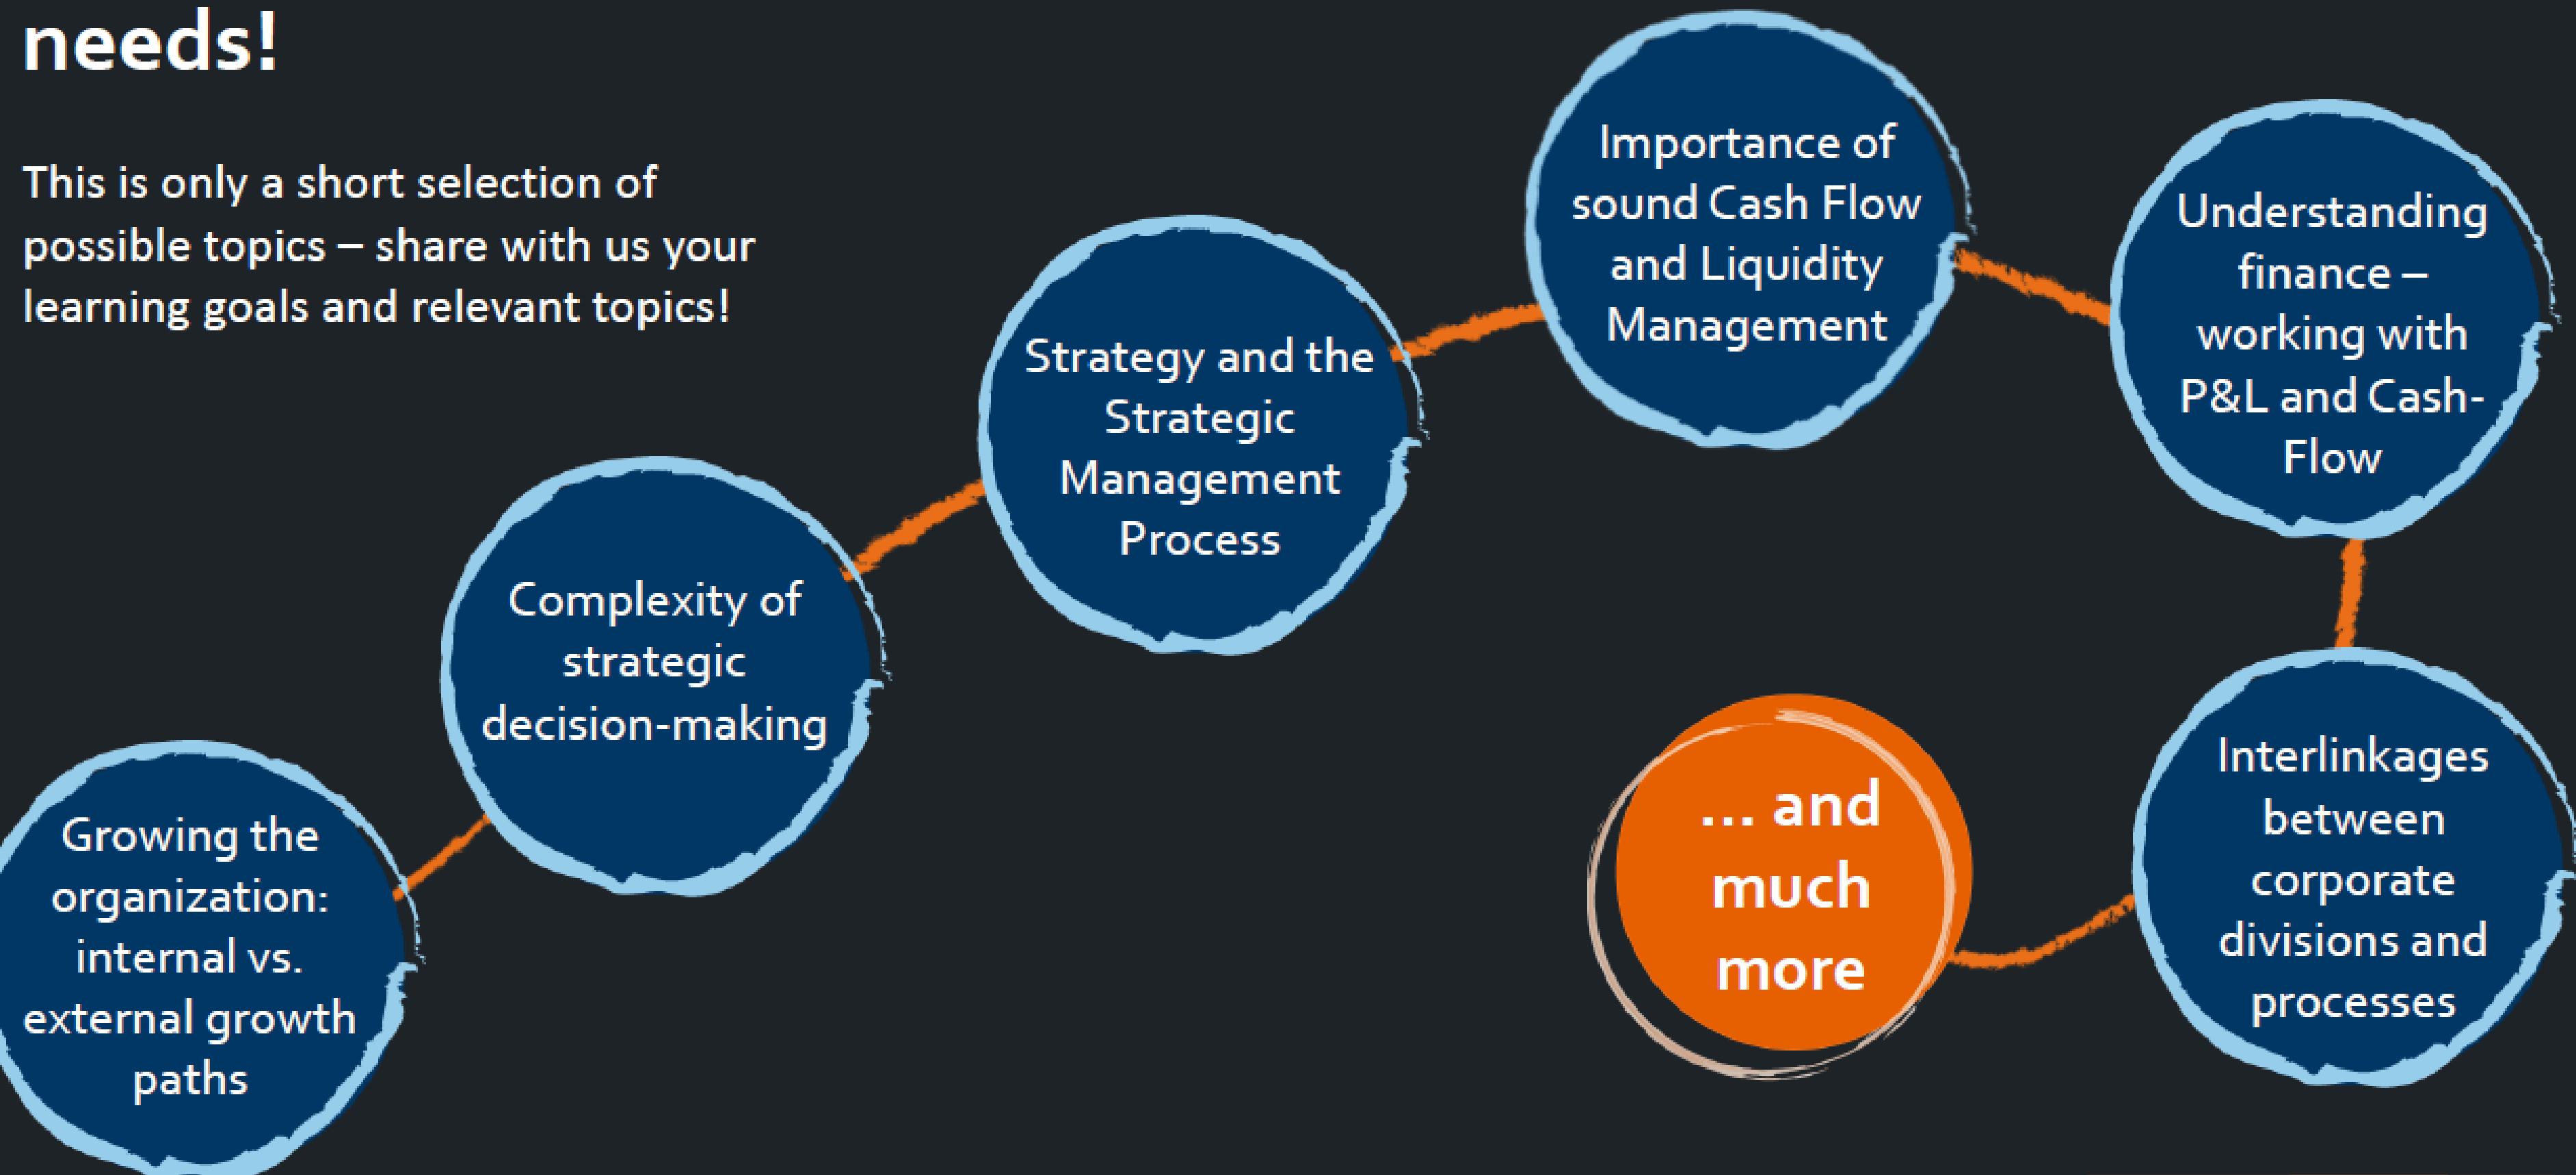 needs!
This is only a short selection of
possible topics – share with us your
learning goals and relevant topics!
Growing the
organization:
internal vs.
external growth
paths
Complexity of
strategic
decision-making
Strategy and the
Strategic
Management
Process
Importance of
sound Cash Flow
and Liquidity
Management
Understanding
finance –
working with
P&L and Cash-
Flow
Interlinkages
between
corporate
divisions and
processes
... and
much
more